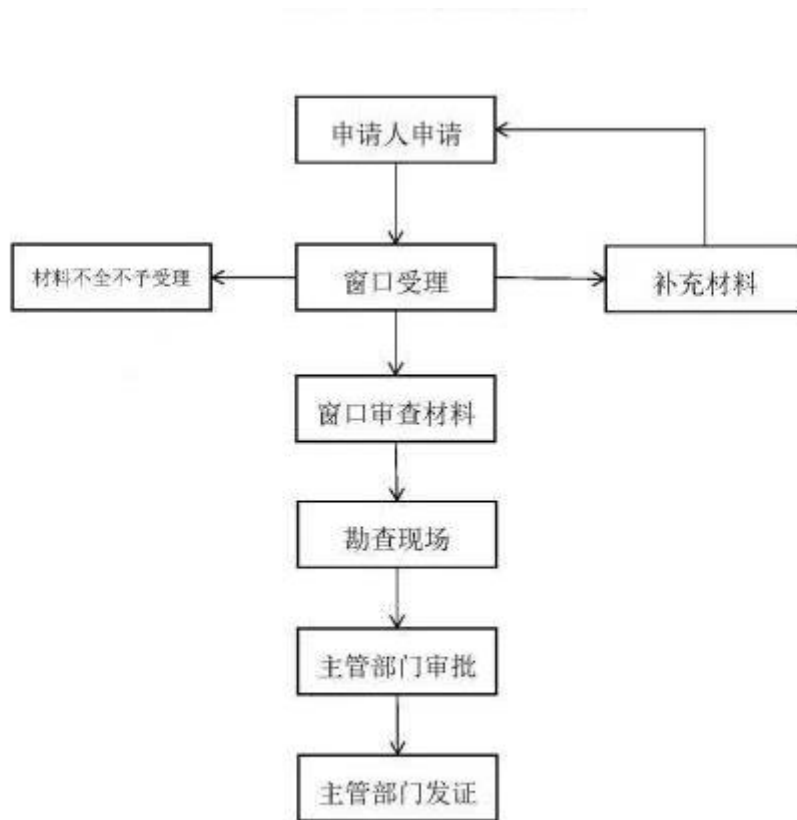 申请人申请
材料不全不予受理
窗口受理
补充材料
窗口审查材料
勘查现场
主管部门审批
主管部门发证